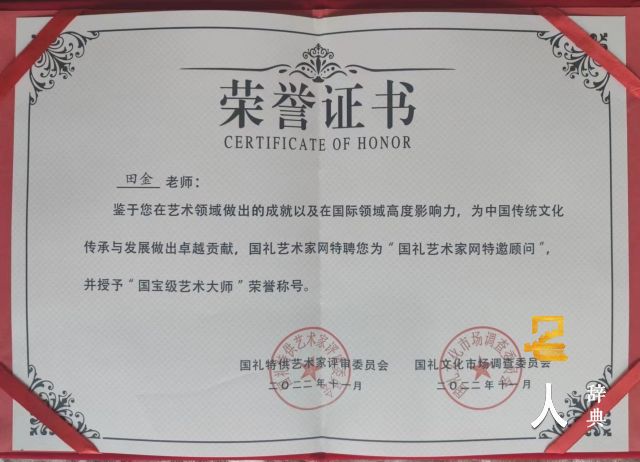 荣誉证书
CERTIFICATE OF HONOR
田金 老师：
鉴于您在艺术领域做出的成就以及在国际领域高度影响力，为中国传统文化
传承与发展做出卓越贡献，国礼艺术家网特聘您为“国礼艺术家网特邀顾问”，
并授予“国宝级艺术大师”荣誉称号。
国礼特供艺术家评审委员会
二〇二二年十一月
国礼文化市场调查委员会
二〇二二年十一月
人
辞典